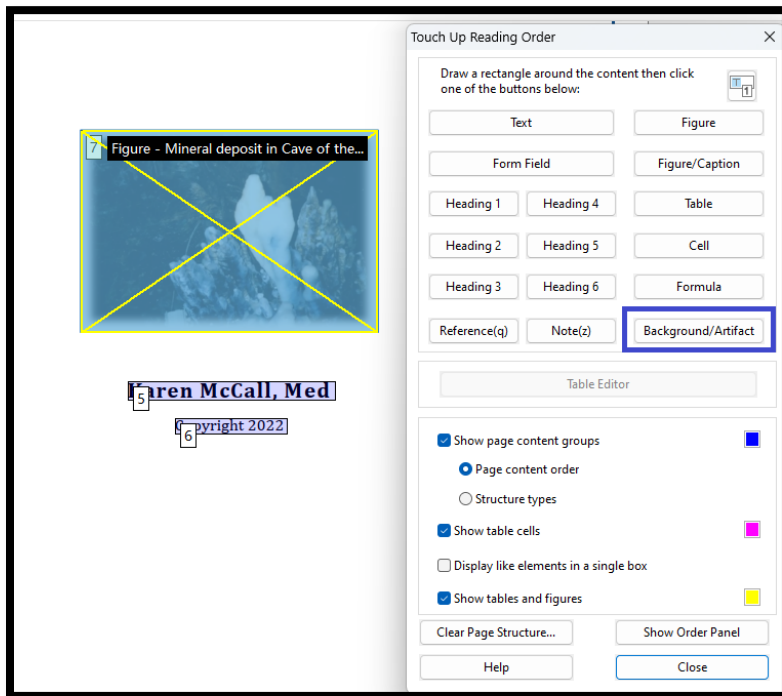 7 Figure - Mineral deposit in Cave of the...
Karen McCall, Med
5
Copyright 2022
6
Touch Up Reading Order
Draw a rectangle around the content then click
one of the buttons below:
1
Text Figure
Form Field Figure/Caption
Heading 1 Heading 4 Table
Heading 2 Heading 5 Cell
Heading 3 Heading 6 Formula
Reference(q) Note(z) Background/Artifact
Table Editor
Show page content groups
Page content order
Structure types
Show table cells
Display like elements in a single box
Show tables and figures
Clear Page Structure... Show Order Panel
Help Close